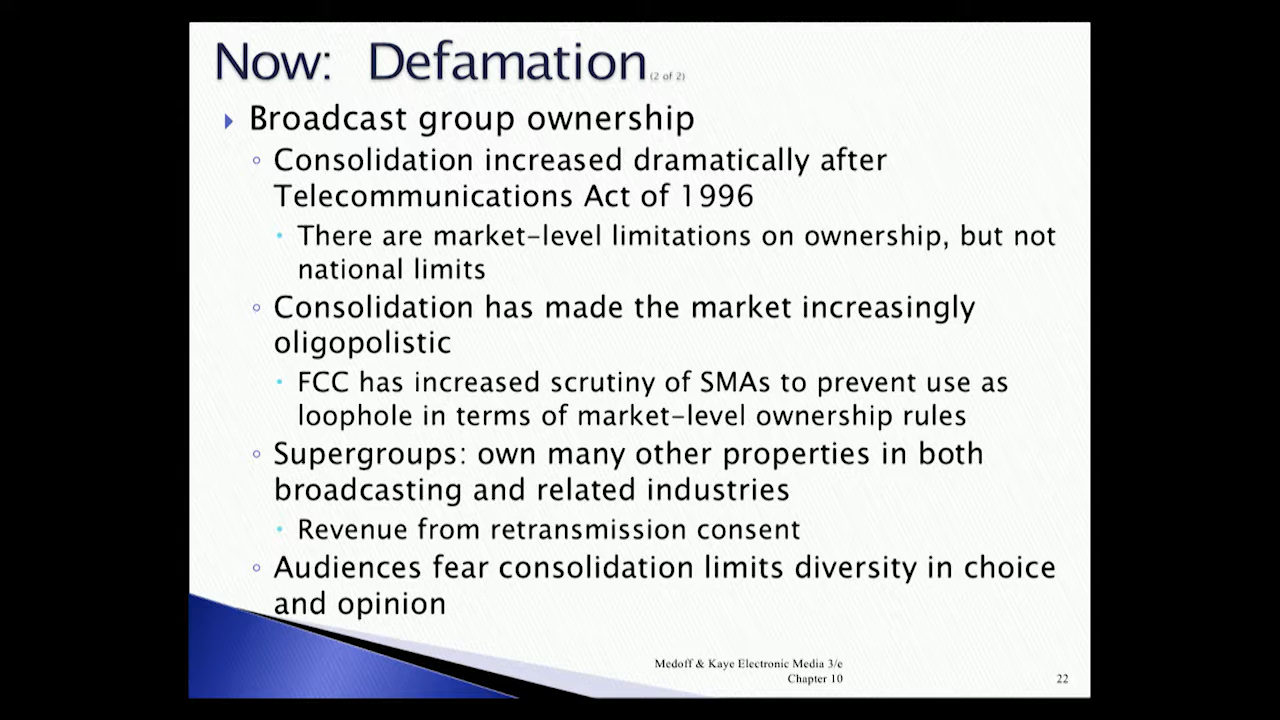 Now: Defamation (2 of 2)
Broadcast group ownership
Consolidation increased dramatically after
Telecommunications Act of 1996
There are market-level limitations on ownership, but not
national limits
Consolidation has made the market increasingly
oligopolistic
FCC has increased scrutiny of SMAs to prevent use as
loophole in terms of market-level ownership rules
Supergroups: own many other properties in both
broadcasting and related industries
Revenue from retransmission consent
Audiences fear consolidation limits diversity in choice
and opinion
Medoff & Kaye Electronic Media 3/e
Chapter 10
22